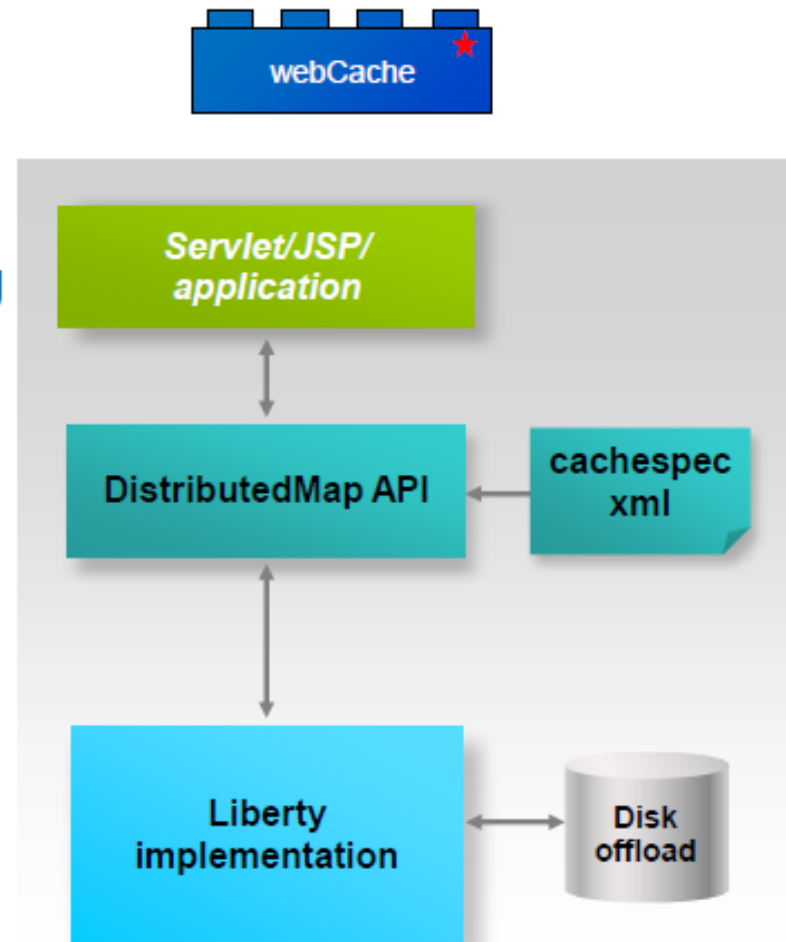 webCache
Servlet/JSP/
application
DistributedMap API
cachespec
xml
Liberty
implementation
Disk
offload